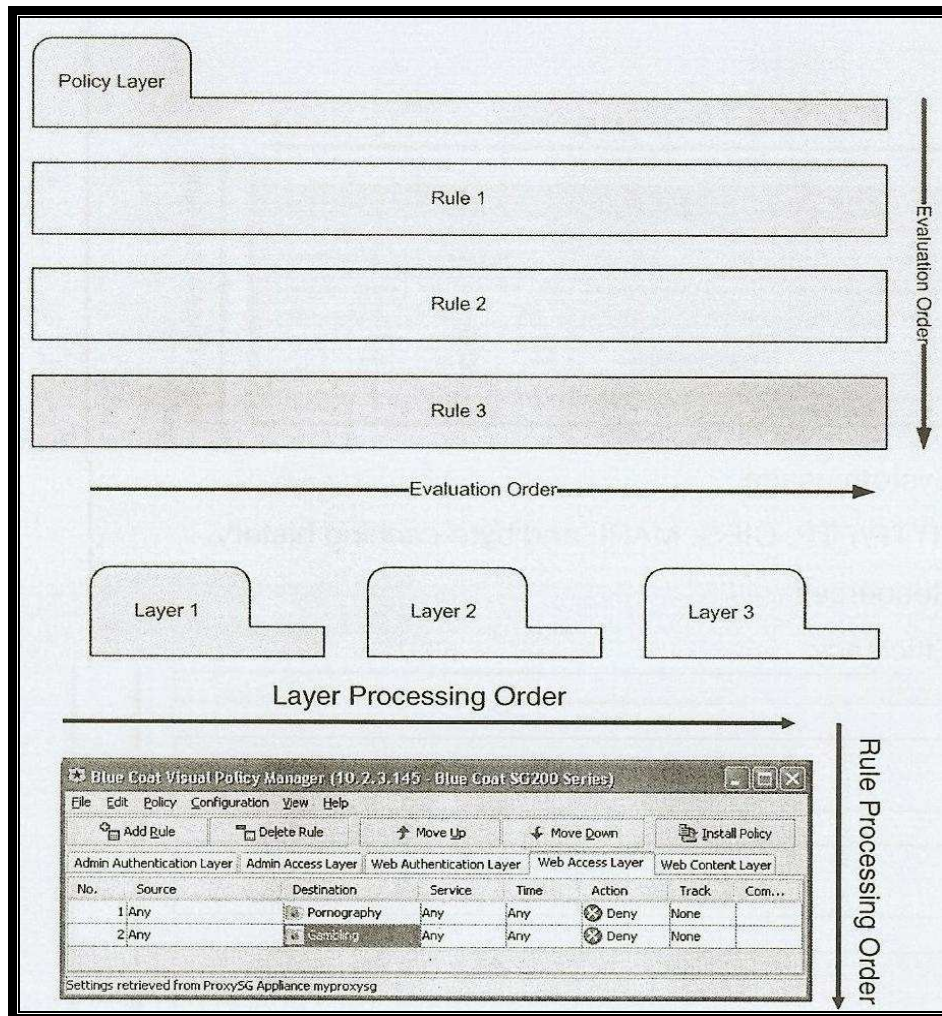 Policy Layer
Rule 1
Rule 2
Rule 3
Evaluation Order
Evaluation Order
Layer 1
Layer 2
Layer 3
Layer Processing Order
Rule Processing Order
Blue Coat Visual Policy Manager (10.2.3.145 - Blue Coat SG200 Series)
File Edit Policy Configuration View Help
Add Rule Delete Rule Move Up Move Down Install Policy
Admin Authentication Layer Admin Access Layer Web Authentication Layer Web Access Layer Web Content Layer
No. Source Destination Service Time Action Track Com...
1 Any Pornography Any Any Deny None
2 Any Gambling Any Any Deny None
Settings retrieved from ProxySG Appliance myproxysg